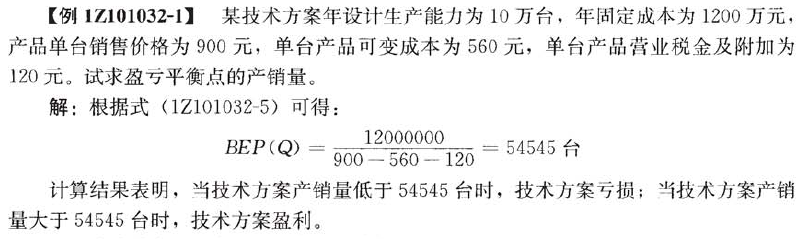 【例 1Z101032-1】 某技术方案年设计生产能力为 10 万台，年固定成本为 1200 万元，
产品单台销售价格为 900 元，单台产品可变成本为 560 元，单台产品营业税金及附加为
120 元。试求盈亏平衡点的产销量。
解：根据式（1Z101032-5）可得：
BEP(Q) = 12000000 / (900 − 560 − 120) = 54545 台
计算结果表明，当技术方案产销量低于 54545 台时，技术方案亏损；当技术方案产销
量大于 54545 台时，技术方案盈利。